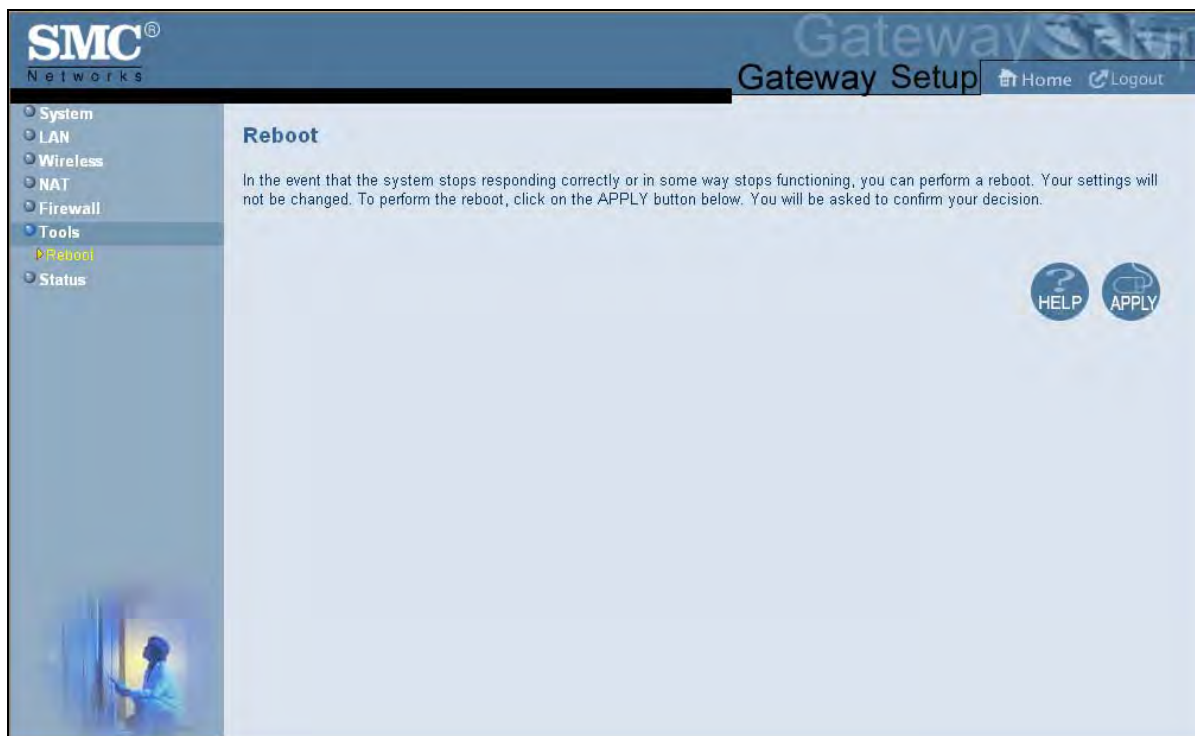 SMC®
Networks
Gateway Setup
Gateway Setup
Home Logout
System
LAN
Wireless
NAT
Firewall
Tools
Reboot
Status
Reboot
In the event that the system stops responding correctly or in some way stops functioning, you can perform a reboot. Your settings will
not be changed. To perform the reboot, click on the APPLY button below. You will be asked to confirm your decision.
HELP APPLY